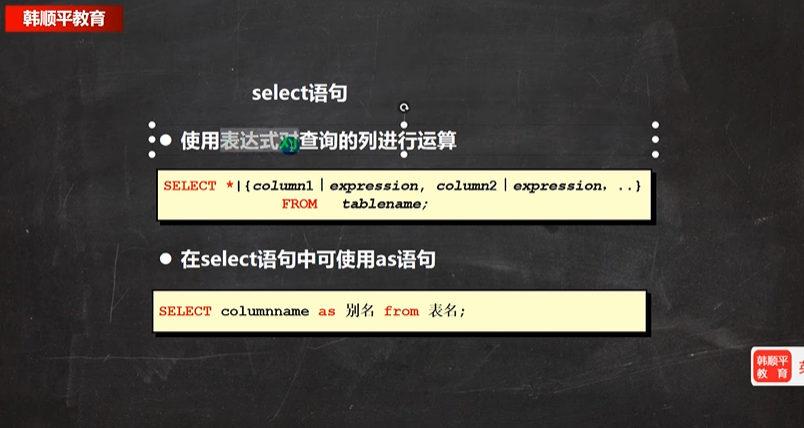 韩顺平教育
select语句
● 使用表达式对查询的列进行运算
SELECT *|{column1 | expression, column2 | expression, ..}
FROM tablename;
● 在select语句中可使用as语句
SELECT columnname as 别名 from 表名;
韩顺平
教 育
英